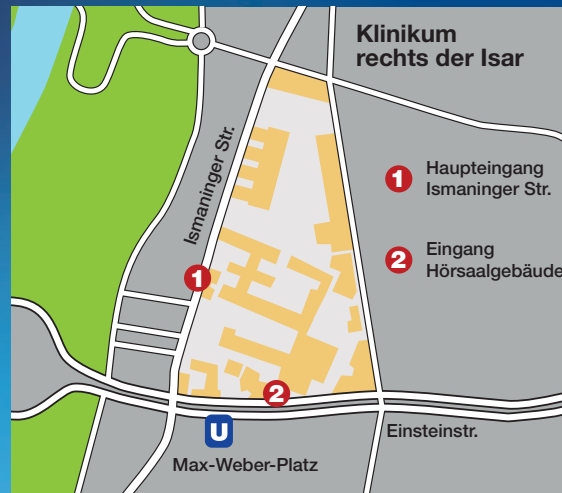 Klinikum
rechts der Isar
Ismaninger Str.
1
Haupteingang
Ismaninger Str.
2
Eingang
Hörsaalgebäude
1
2
U
Einsteinstr.
Max-Weber-Platz